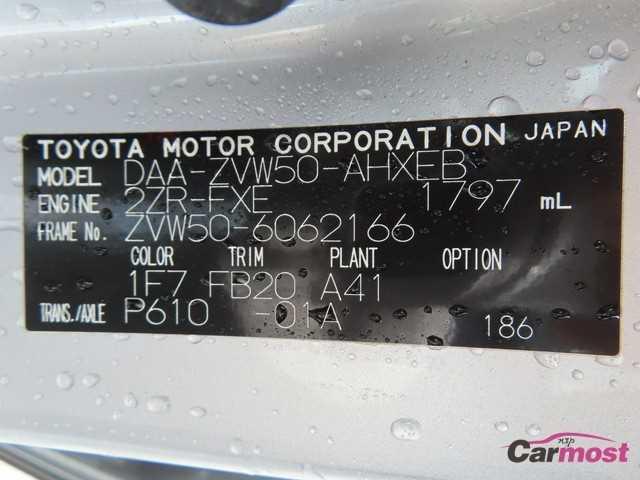 TOYOTA MOTOR CORPORATION JAPAN
MODEL DAA-ZVW50-AHXEB
ENGINE 2ZR-FXE 1797 mL
FRAME No. ZVW50-6062166
COLOR TRIM PLANT OPTION
1F7 FB20 A41
TRANS./AXLE P610 -01A
186
nxp
Carmost